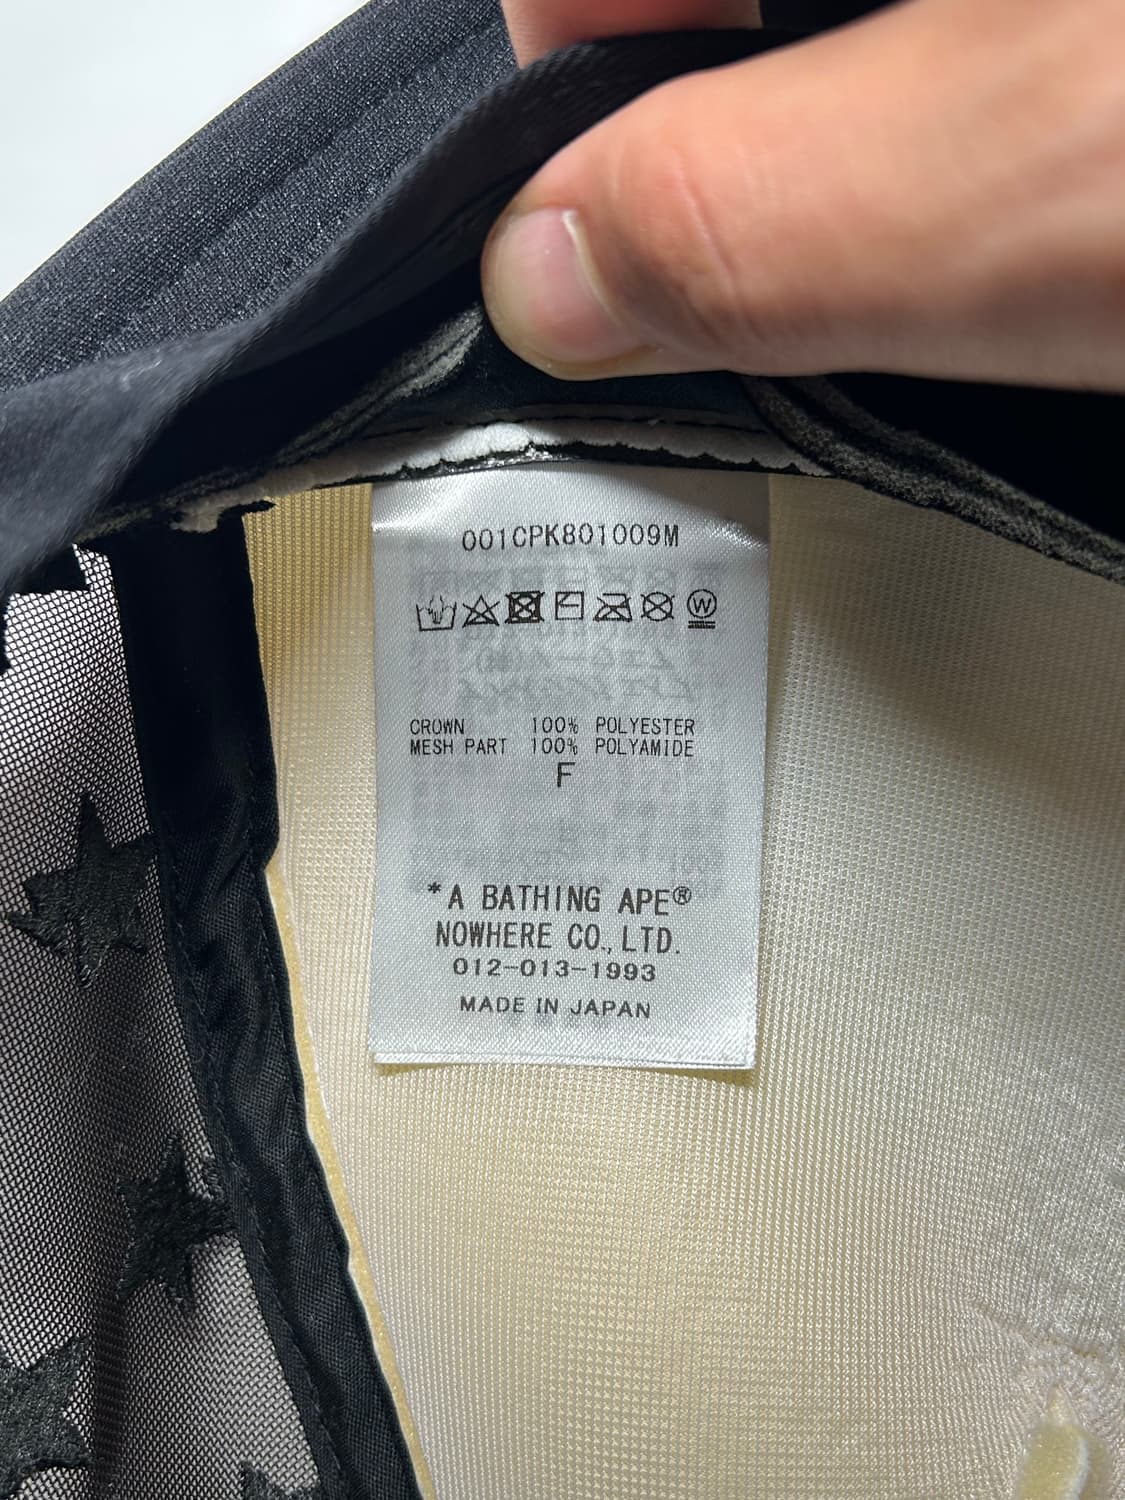 001CPK801009M
W
CROWN 100% POLYESTER
MESH PART 100% POLYAMIDE
F
*A BATHING APE®
NOWHERE CO., LTD.
012-013-1993
MADE IN JAPAN